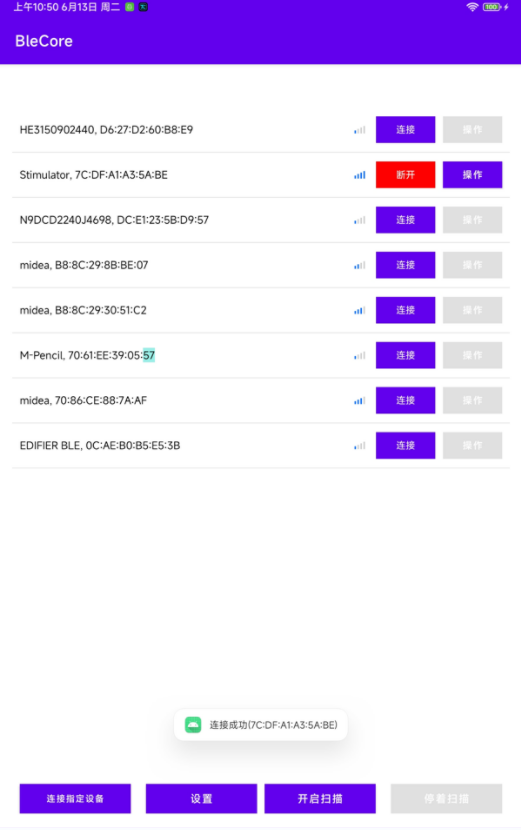 上午10:50 6月13日 周二
100
BleCore
HE3150902440, D6:27:D2:60:B8:E9 连接 操作
Stimulator, 7C:DF:A1:A3:5A:BE 断开 操作
N9DCD2240J4698, DC:E1:23:5B:D9:57 连接 操作
midea, B8:8C:29:8B:BE:07 连接 操作
midea, B8:8C:29:30:51:C2 连接 操作
M-Pencil, 70:61:EE:39:05:57 连接 操作
midea, 70:86:CE:88:7A:AF 连接 操作
EDIFIER BLE, 0C:AE:B0:B5:E5:3B 连接 操作
连接成功(7C:DF:A1:A3:5A:BE)
连接指定设备 设置 开启扫描 停着扫描